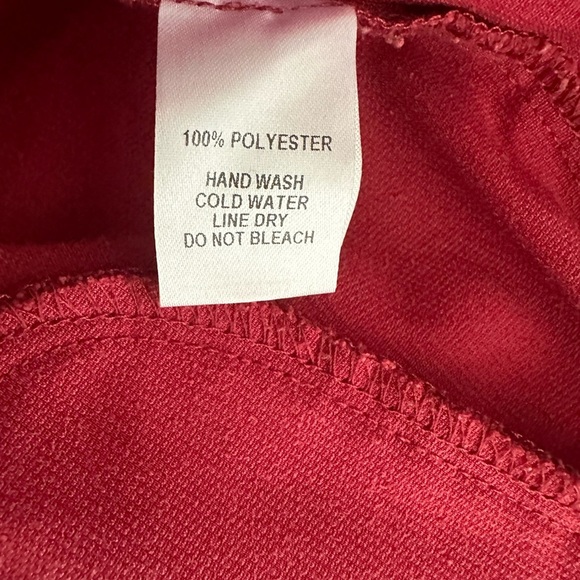 100% POLYESTER
HAND WASH
COLD WATER
LINE DRY
DO NOT BLEACH